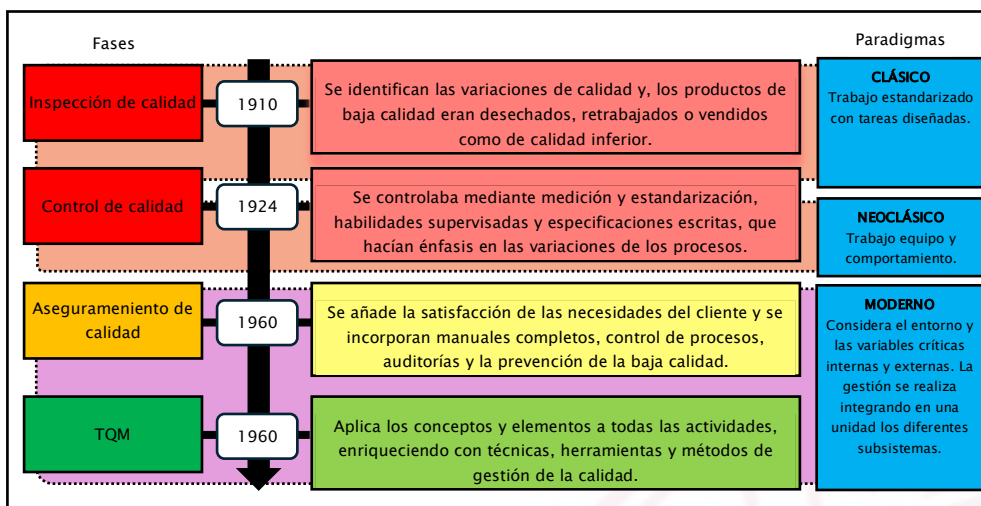 Fases
Paradigmas
Inspección de calidad
1910
Se identifican las variaciones de calidad y, los productos de
baja calidad eran desechados, retrabajados o vendidos
como de calidad inferior.
CLÁSICO
Trabajo estandarizado
con tareas diseñadas.
Control de calidad
1924
Se controlaba mediante medición y estandarización,
habilidades supervisadas y especificaciones escritas, que
hacían énfasis en las variaciones de los procesos.
NEOCLÁSICO
Trabajo equipo y
comportamiento.
Asegurameniento de
calidad
1960
Se añade la satisfacción de las necesidades del cliente y se
incorporan manuales completos, control de procesos,
auditorías y la prevención de la baja calidad.
MODERNO
Considera el entorno y
las variables críticas
internas y externas. La
gestión se realiza
integrando en una
unidad los diferentes
subsistemas.
TQM
1960
Aplica los conceptos y elementos a todas las actividades,
enriqueciendo con técnicas, herramientas y métodos de
gestión de la calidad.